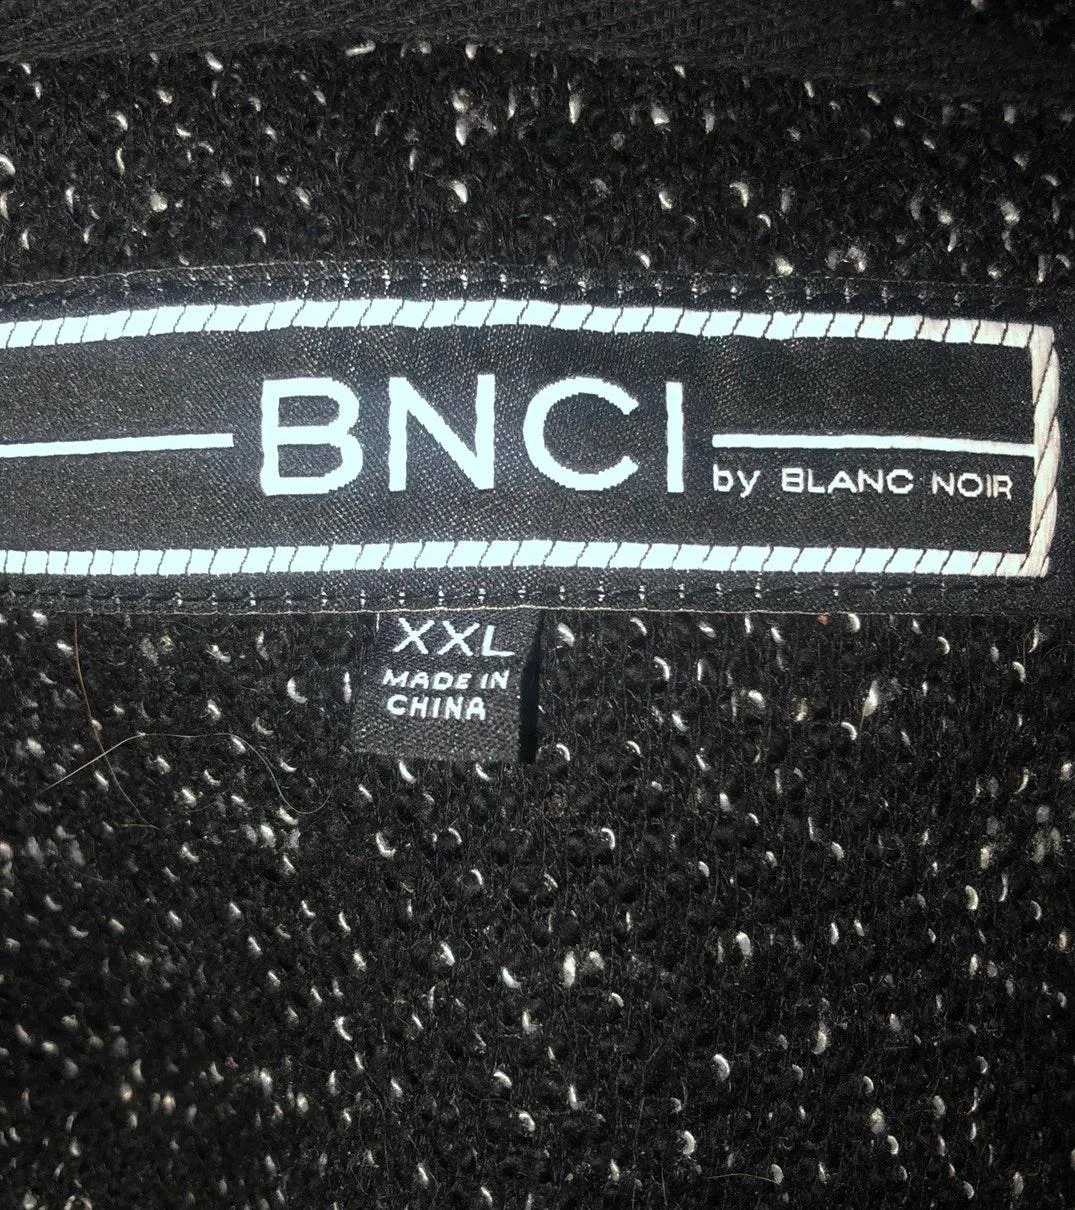 BNCI
by BLANC NOIR
XXL
MADE IN
CHINA